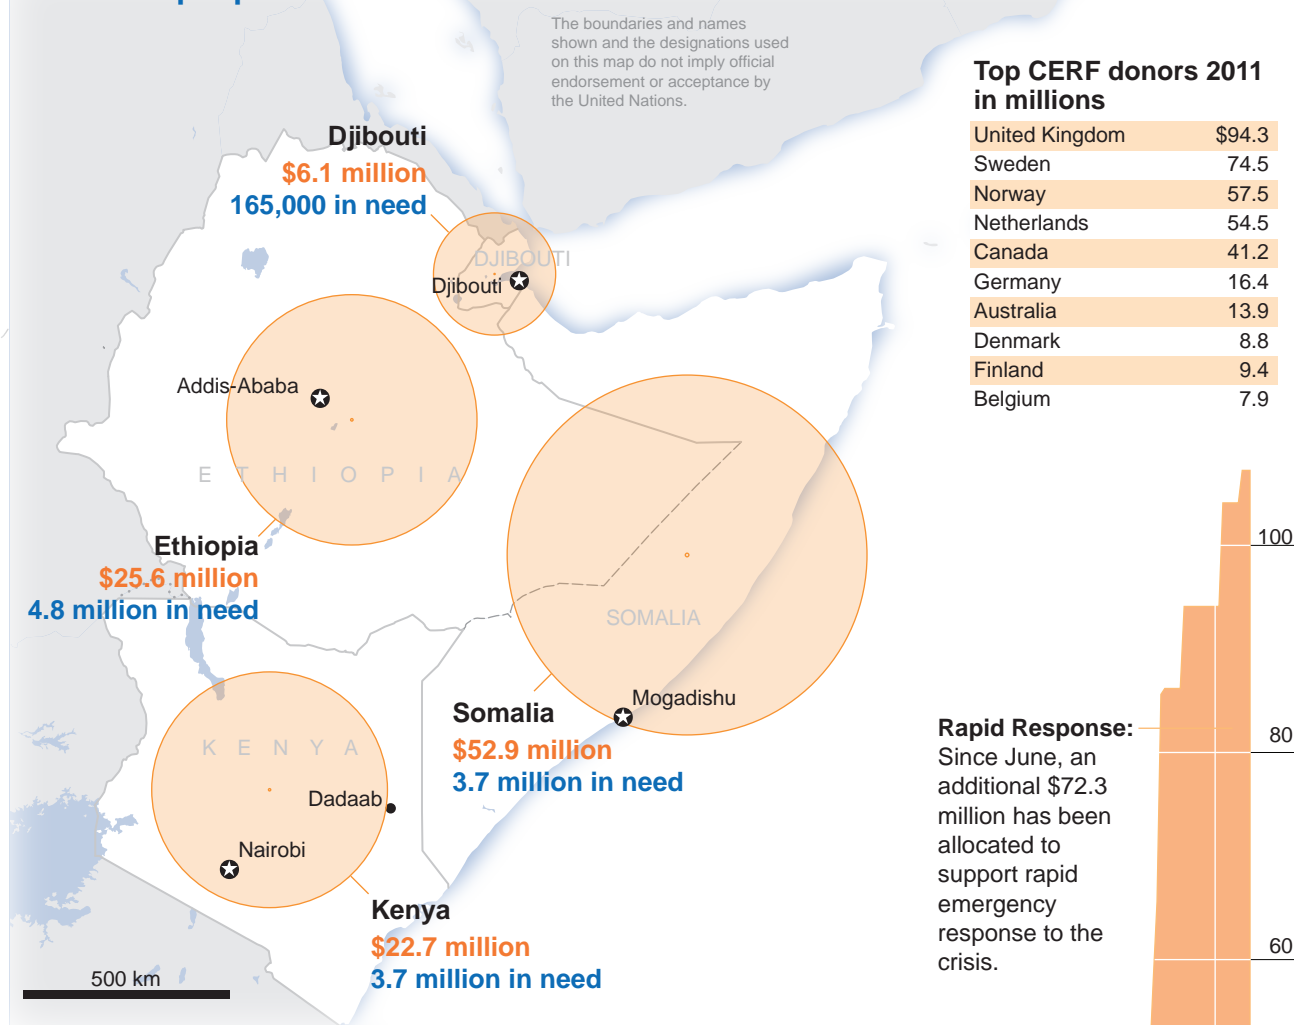 The boundaries and names
shown and the designations used
on this map do not imply official
endorsement or acceptance by
the United Nations.
Top CERF donors 2011
in millions
United Kingdom $94.3
Sweden 74.5
Norway 57.5
Netherlands 54.5
Canada 41.2
Germany 16.4
Australia 13.9
Denmark 8.8
Finland 9.4
Belgium 7.9
Djibouti
$6.1 million
165,000 in need
DJIBOUTI
Djibouti
Addis-Ababa
ETHIOPIA
Ethiopia
$25.6 million
4.8 million in need
SOMALIA
Mogadishu
Somalia
$52.9 million
3.7 million in need
KENYA
Dadaab
Nairobi
Kenya
$22.7 million
3.7 million in need
500 km
100
80
60
Rapid Response:
Since June, an
additional $72.3
million has been
allocated to
support rapid
emergency
response to the
crisis.